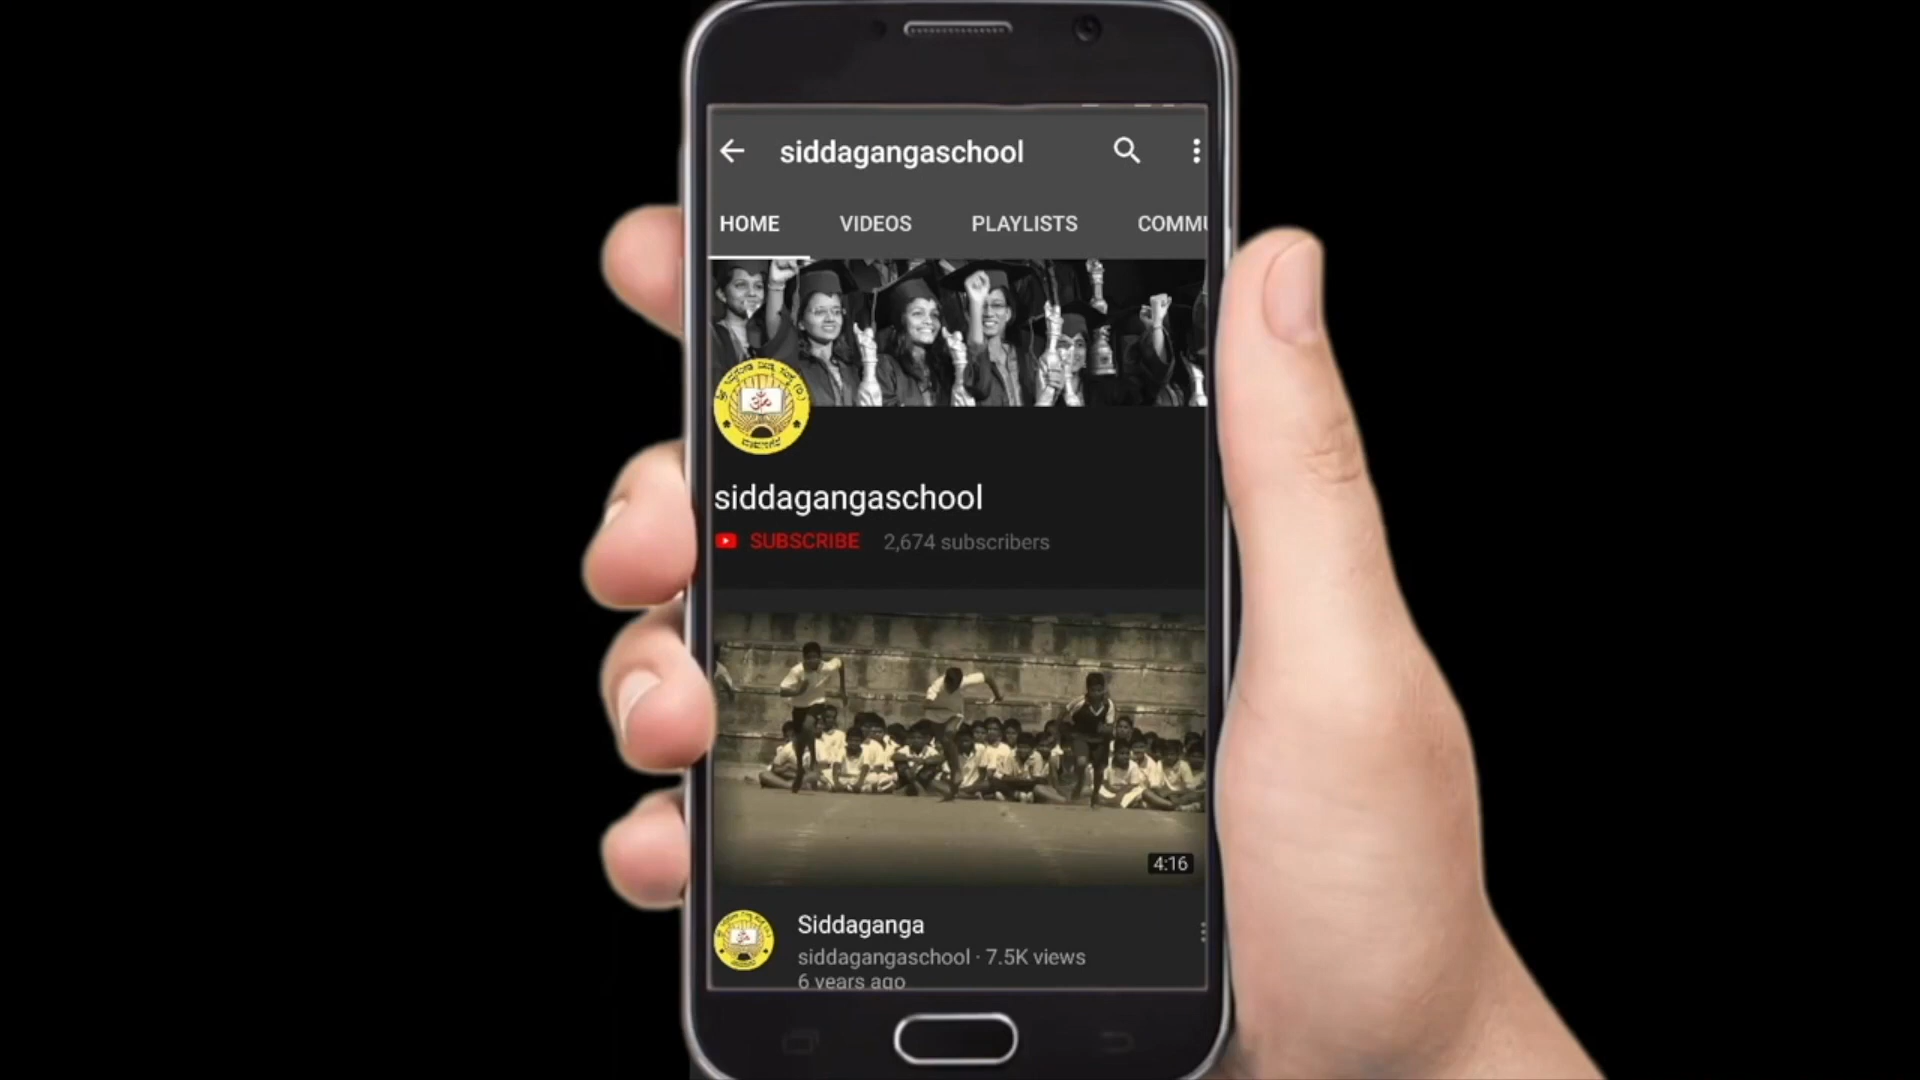 siddagangaschool
HOME VIDEOS PLAYLISTS COMMU
siddagangaschool
SUBSCRIBE 2,674 subscribers
4:16
Siddaganga
siddagangaschool · 7.5K views
6 years ago